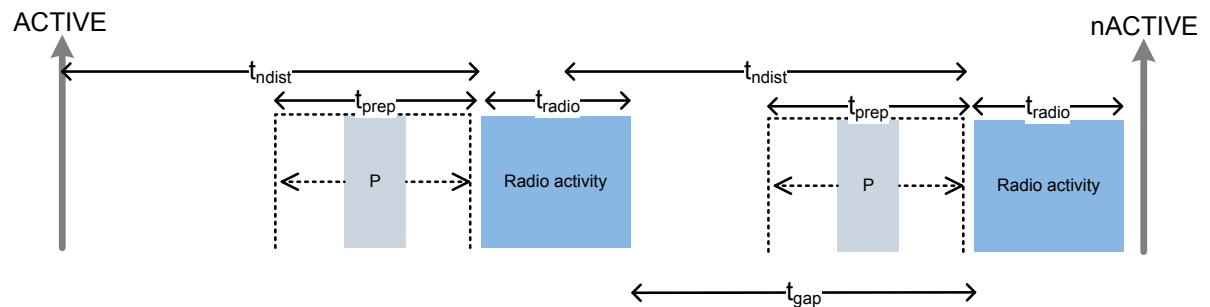 ACTIVE
nACTIVE
tndist
tndist
tprep
tradio
tprep
tradio
P
Radio activity
P
Radio activity
tgap